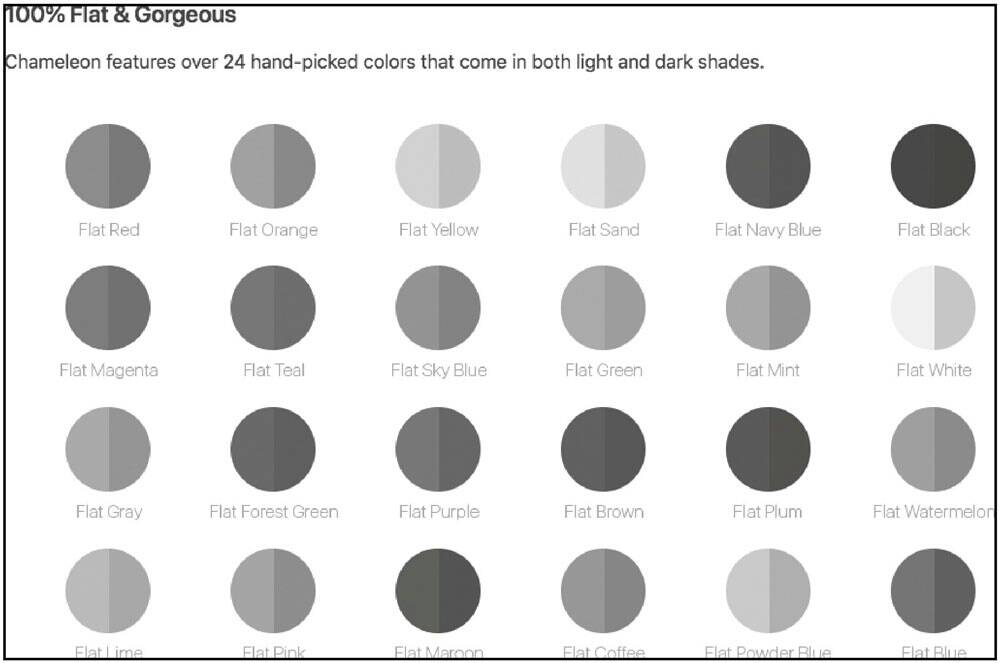 100% Flat & Gorgeous
Chameleon features over 24 hand-picked colors that come in both light and dark shades.
Flat Red Flat Orange Flat Yellow Flat Sand Flat Navy Blue Flat Black
Flat Magenta Flat Teal Flat Sky Blue Flat Green Flat Mint Flat White
Flat Gray Flat Forest Green Flat Purple Flat Brown Flat Plum Flat Watermelon
Flat Lime Flat Pink Flat Maroon Flat Coffee Flat Powder Blue Flat Blue